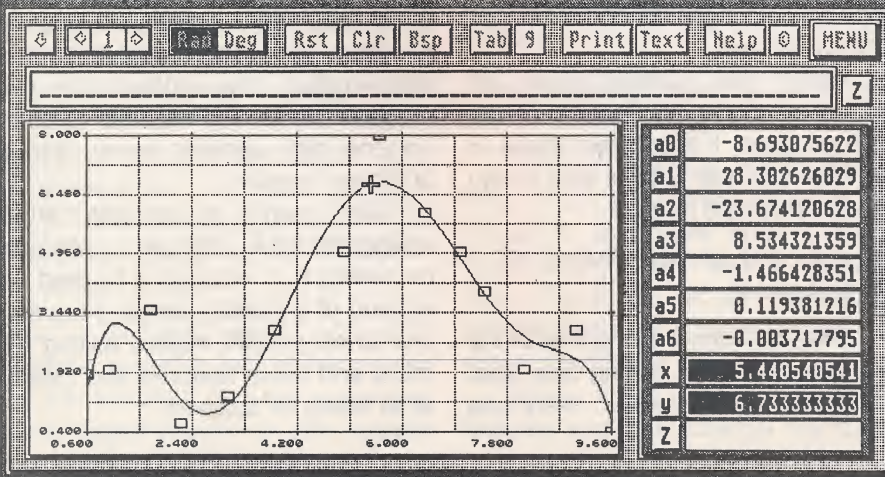 1 Rad Deg Rst Clr Bsp Tab 9 Print Text Help MENU
Z
8.000
6.480
4.960
3.440
1.920
0.400
0.600 2.400 4.200 6.000 7.800 9.600
a0 -8.693075622
a1 28.302626029
a2 -23.674120628
a3 8.534321359
a4 -1.466428351
a5 0.119381216
a6 -0.003717795
x 5.440540541
y 6.733333333
Z